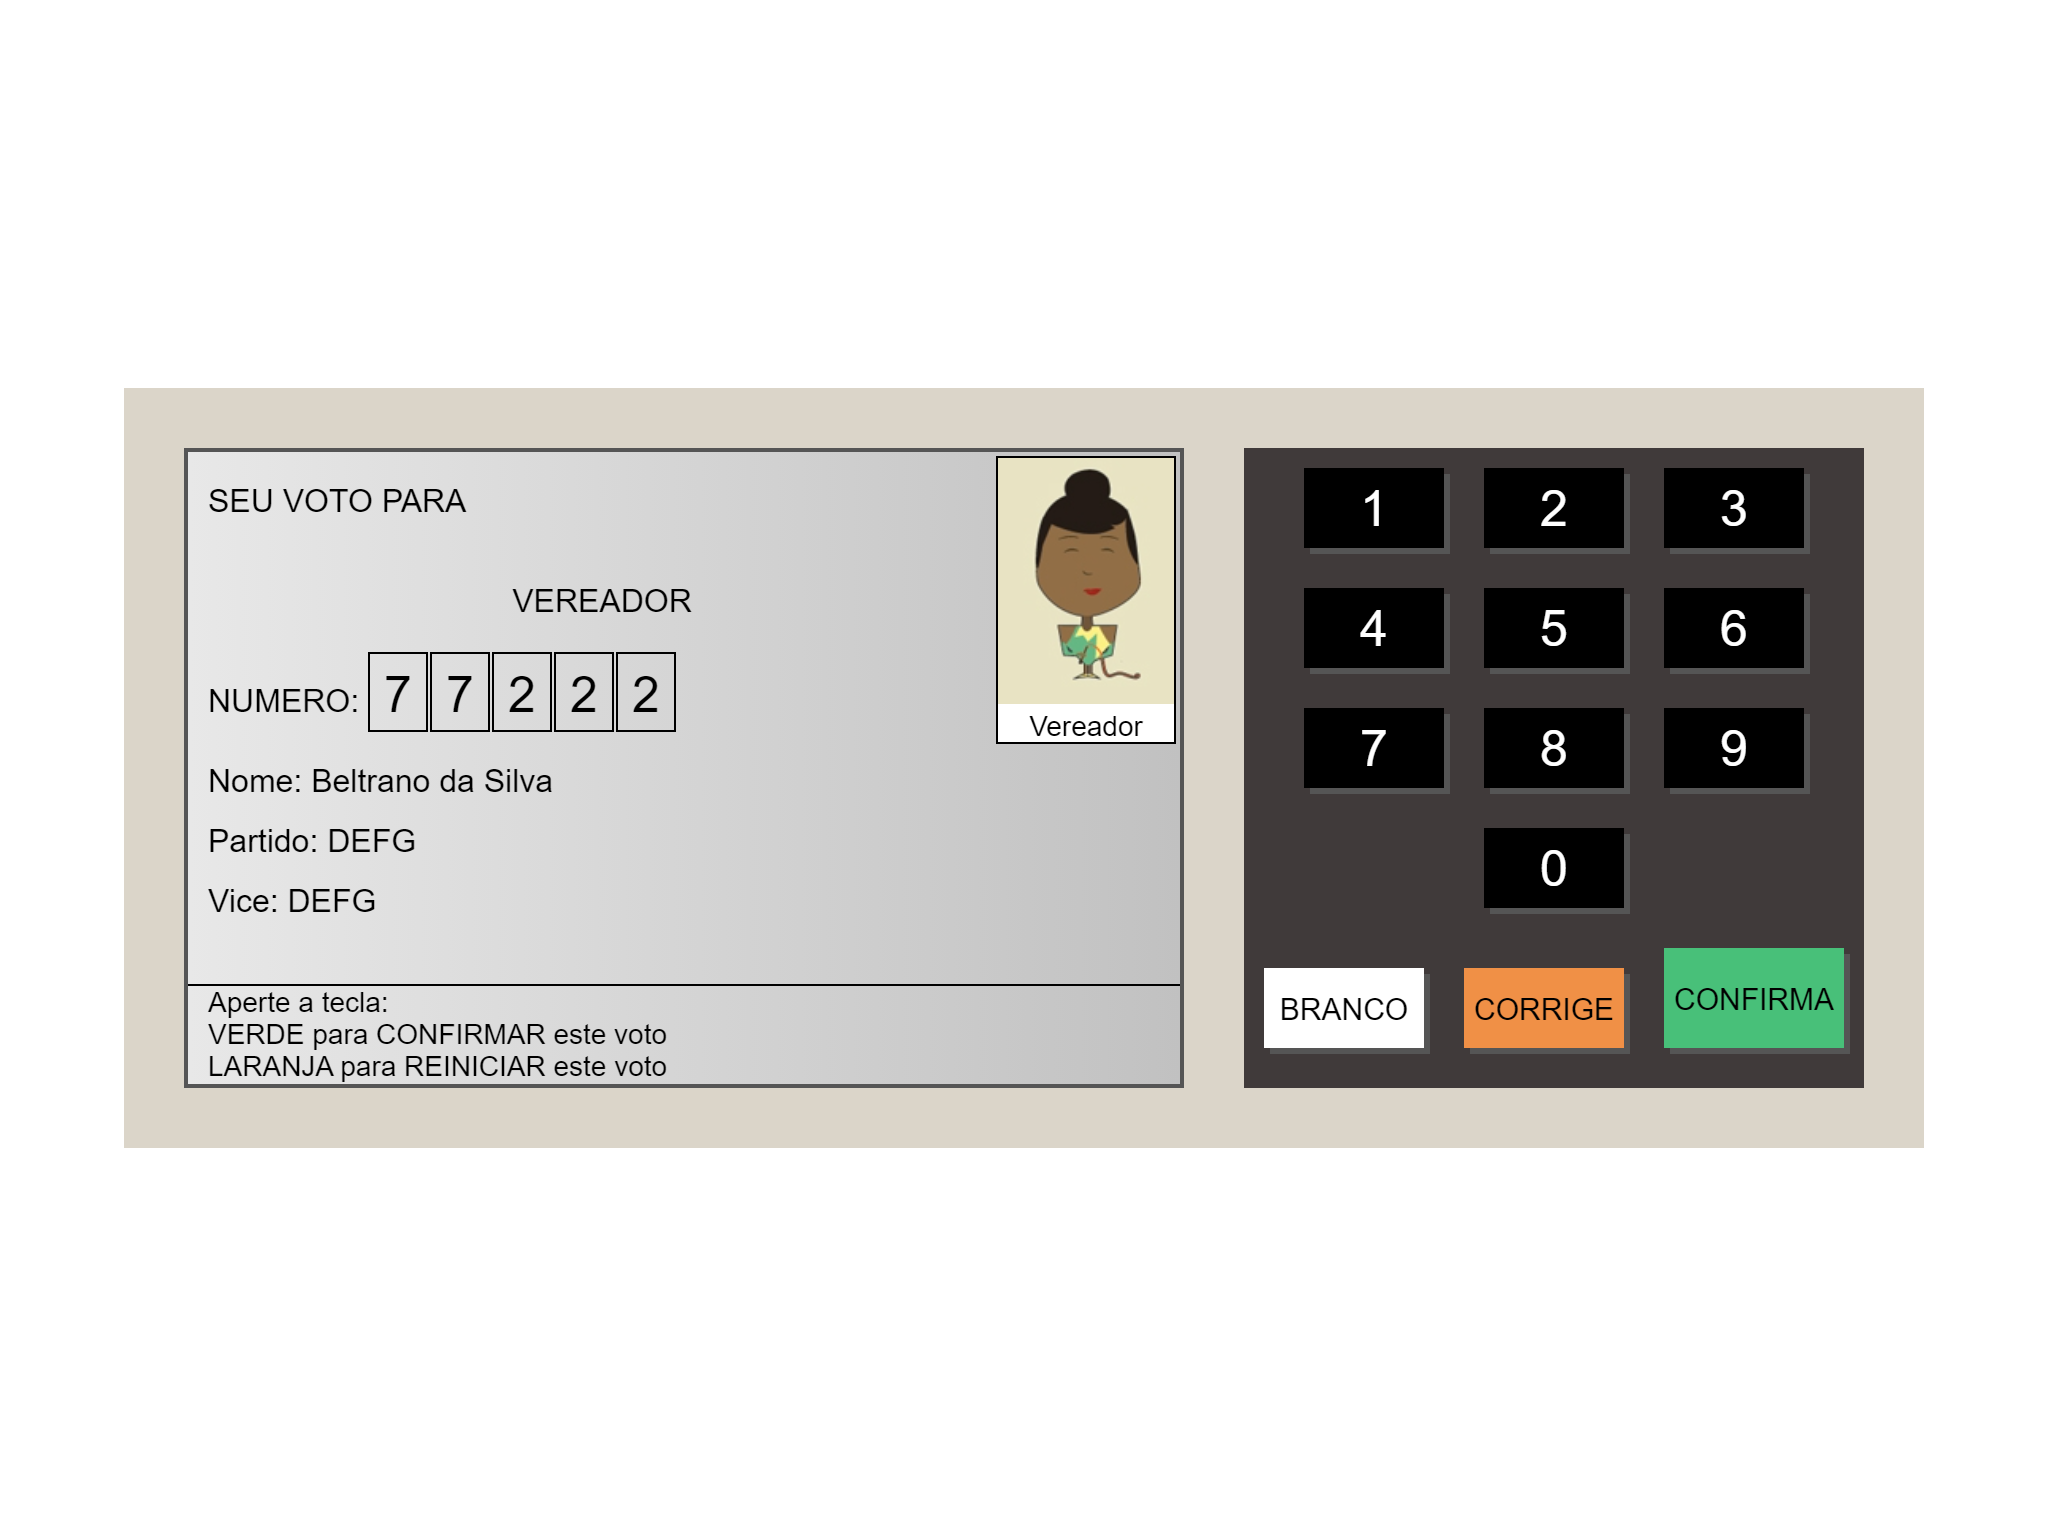 SEU VOTO PARA
VEREADOR
NUMERO: 7 7 2 2 2
Nome: Beltrano da Silva
Partido: DEFG
Vice: DEFG
Vereador
Aperte a tecla:
VERDE para CONFIRMAR este voto
LARANJA para REINICIAR este voto
1 2 3
4 5 6
7 8 9
0
BRANCO CORRIGE CONFIRMA